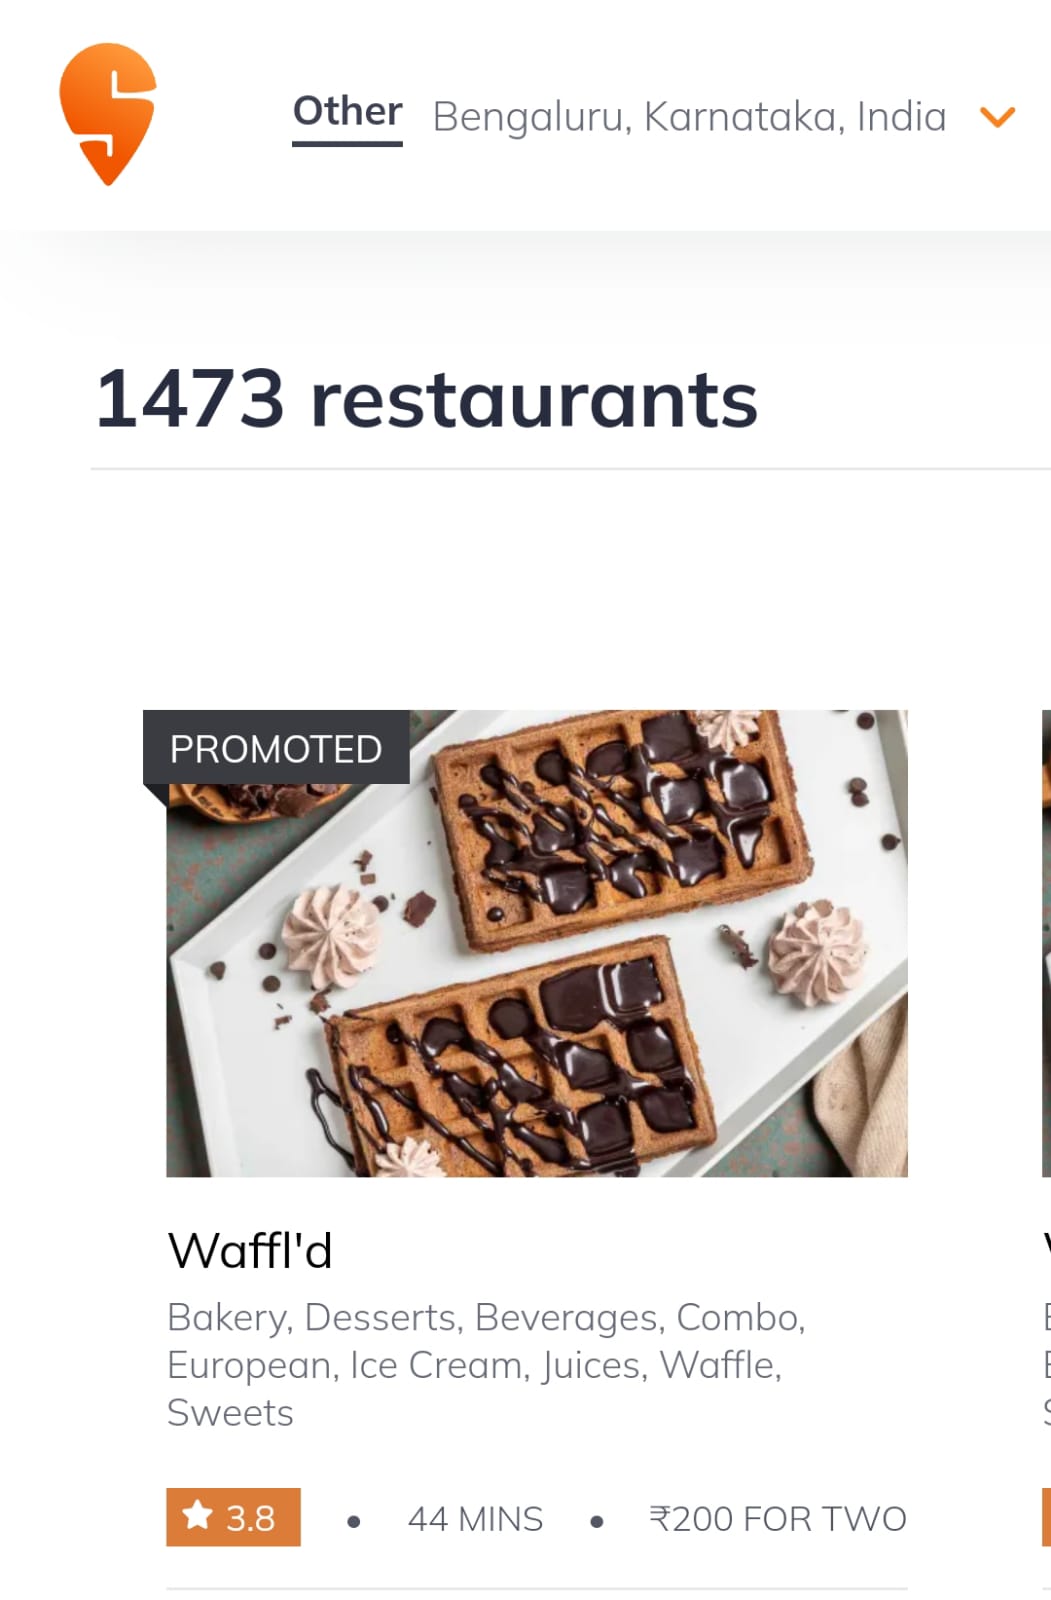 Other Bengaluru, Karnataka, India
1473 restaurants
PROMOTED
Waffl'd
Bakery, Desserts, Beverages, Combo,
European, Ice Cream, Juices, Waffle,
Sweets
3.8 • 44 MINS • ₹200 FOR TWO